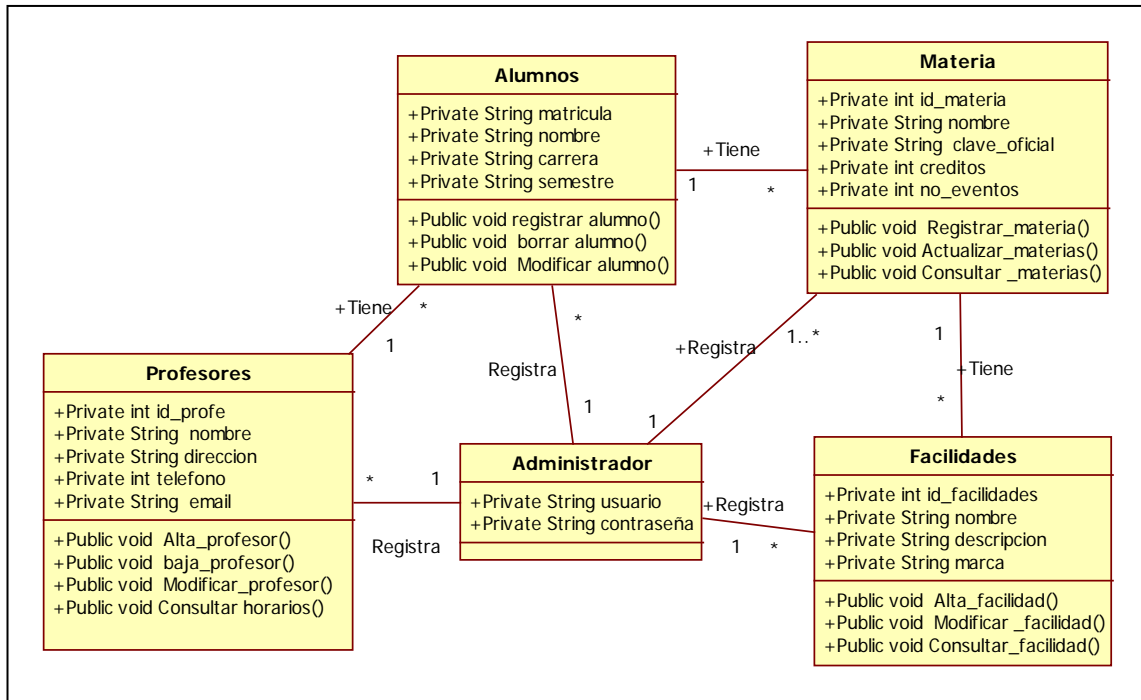 Alumnos
+Private String matricula
+Private String nombre
+Private String carrera
+Private String semestre
+Public void registrar alumno()
+Public void borrar alumno()
+Public void Modificar alumno()
Materia
+Private int id_materia
+Private String nombre
+Private String clave_oficial
+Private int creditos
+Private int no_eventos
+Public void Registrar_materia()
+Public void Actualizar_materias()
+Public void Consultar _materias()
+Tiene
1
*
+Tiene
*
1
*
Registra
1
+Registra
1..*
1
1
+Tiene
*
Profesores
+Private int id_profe
+Private String nombre
+Private String direccion
+Private int telefono
+Private String email
+Public void Alta_profesor()
+Public void baja_profesor()
+Public void Modificar_profesor()
+Public void Consultar horarios()
*
1
Registra
Administrador
+Private String usuario
+Private String contraseña
+Registra
1
*
Facilidades
+Private int id_facilidades
+Private String nombre
+Private String descripcion
+Private String marca
+Public void Alta_facilidad()
+Public void Modificar _facilidad()
+Public void Consultar_facilidad()